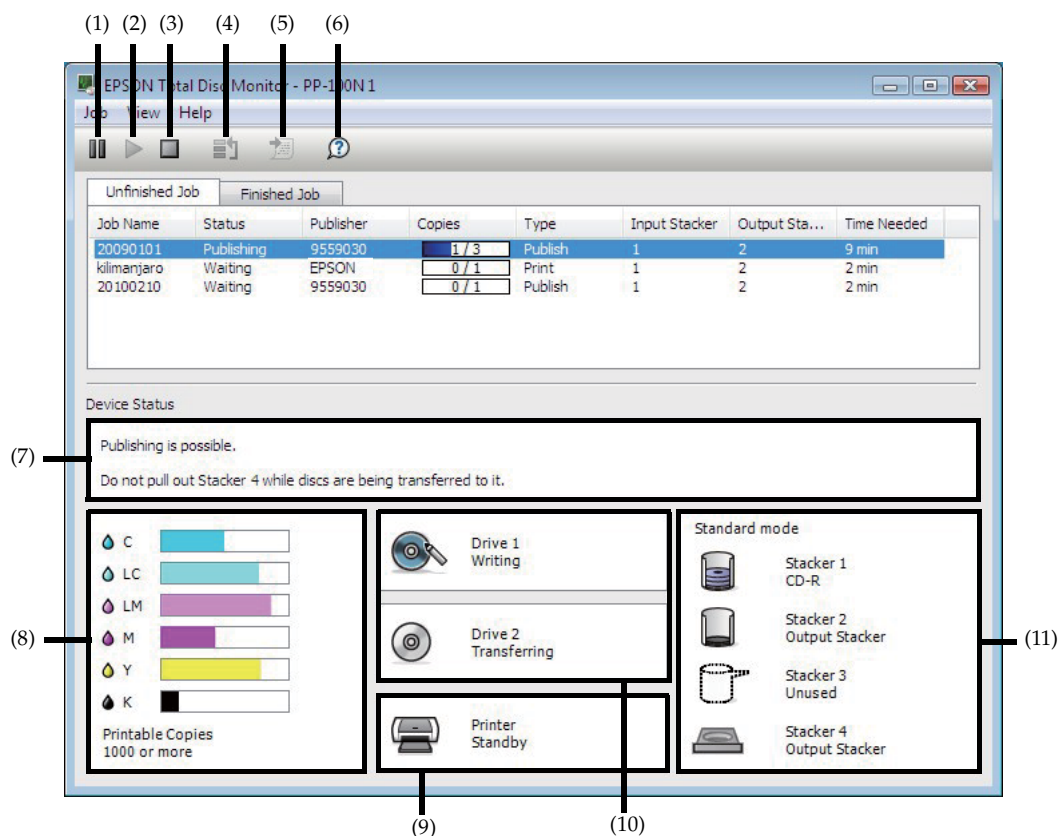 (1) (2) (3) (4) (5) (6)
EPSON Total Disc Monitor - PP-100N 1
Job View Help
Unfinished Job Finished Job
Job Name Status Publisher Copies Type Input Stacker Output Sta... Time Needed
20090101 Publishing 9559030 1 / 3 Publish 1 2 9 min
kilimanjaro Waiting EPSON 0 / 1 Print 1 2 2 min
20100210 Waiting 9559030 0 / 1 Publish 1 2 2 min
Device Status
(7)
Publishing is possible.
Do not pull out Stacker 4 while discs are being transferred to it.
(8)
C
LC
LM
M
Y
K
Printable Copies
1000 or more
Drive 1
Writing
Drive 2
Transferring
Printer
Standby
Standard mode
Stacker 1
CD-R
Stacker 2
Output Stacker
Stacker 3
Unused
Stacker 4
Output Stacker
(11)
(9) (10)